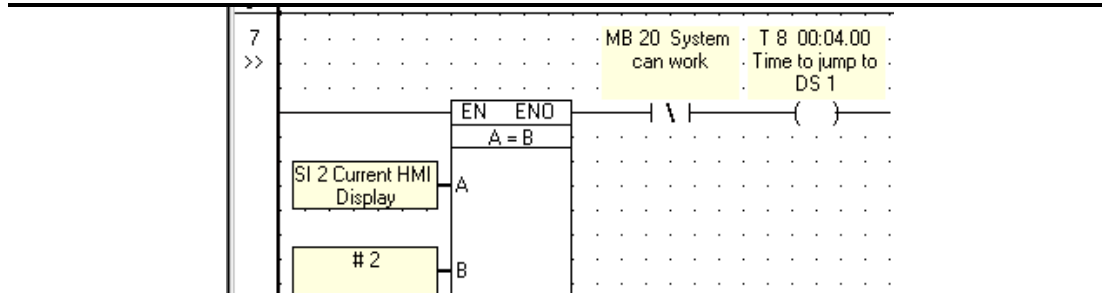 7
>>
MB 20 System
can work
T 8 00:04.00
Time to jump to
DS 1
EN ENO
A = B
SI 2 Current HMI
Display
A
# 2
B